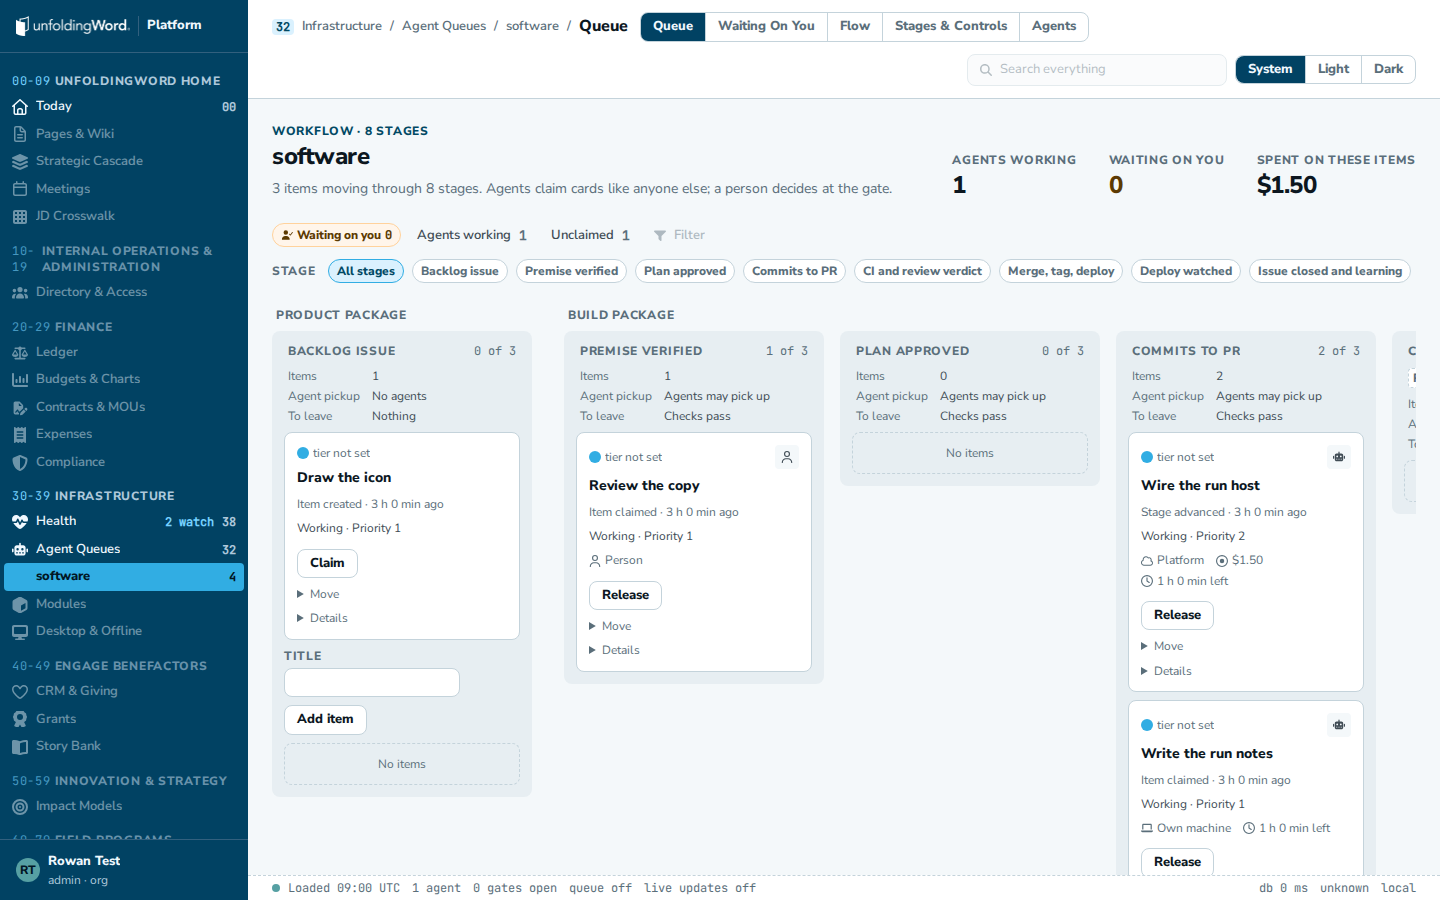 unfoldingWord Platform
00-09 UNFOLDINGWORD HOME
Today 00
Pages & Wiki
Strategic Cascade
Meetings
JD Crosswalk
10-19 INTERNAL OPERATIONS & ADMINISTRATION
Directory & Access
20-29 FINANCE
Ledger
Budgets & Charts
Contracts & MOUs
Expenses
Compliance
30-39 INFRASTRUCTURE
Health 2 watch 38
Agent Queues 32
software 4
Modules
Desktop & Offline
40-49 ENGAGE BENEFACTORS
CRM & Giving
Grants
Story Bank
50-59 INNOVATION & STRATEGY
Impact Models
RT Rowan Test
admin · org
32 Infrastructure / Agent Queues / software / Queue
Queue Waiting On You Flow Stages & Controls Agents
Search everything
System Light Dark
WORKFLOW · 8 STAGES
software
3 items moving through 8 stages. Agents claim cards like anyone else; a person decides at the gate.
AGENTS WORKING
1
WAITING ON YOU
0
SPENT ON THESE ITEMS
$1.50
Waiting on you 0 Agents working 1 Unclaimed 1 Filter
STAGE All stages Backlog issue Premise verified Plan approved Commits to PR CI and review verdict Merge, tag, deploy Deploy watched Issue closed and learning
PRODUCT PACKAGE
BACKLOG ISSUE 0 of 3
Items 1
Agent pickup No agents
To leave Nothing
tier not set
Draw the icon
Item created · 3 h 0 min ago
Working · Priority 1
Claim
Move
Details
TITLE
Add item
No items
BUILD PACKAGE
PREMISE VERIFIED 1 of 3
Items 1
Agent pickup Agents may pick up
To leave Checks pass
tier not set
Review the copy
Item claimed · 3 h 0 min ago
Working · Priority 1
Person
Release
Move
Details
PLAN APPROVED 0 of 3
Items 0
Agent pickup Agents may pick up
To leave Checks pass
No items
COMMITS TO PR 2 of 3
Items 2
Agent pickup Agents may pick up
To leave Checks pass
tier not set
Wire the run host
Stage advanced · 3 h 0 min ago
Working · Priority 2
Platform $1.50
1 h 0 min left
Release
Move
Details
tier not set
Write the run notes
Item claimed · 3 h 0 min ago
Working · Priority 1
Own machine 1 h 0 min left
Release
Loaded 09:00 UTC 1 agent 0 gates open queue off live updates off
db 0 ms unknown local